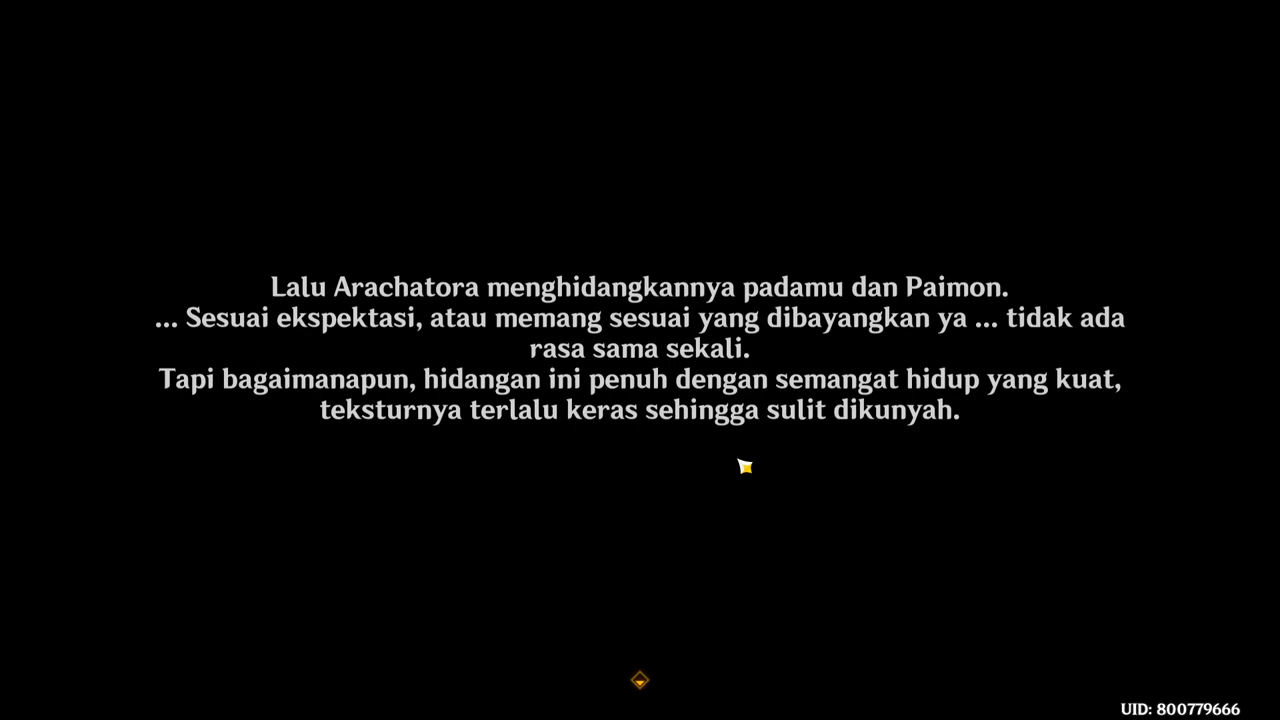 Lalu Arachatora menghidangkannya padamu dan Paimon.
... Sesuai ekspektasi, atau memang sesuai yang dibayangkan ya ... tidak ada
rasa sama sekali.
Tapi bagaimanapun, hidangan ini penuh dengan semangat hidup yang kuat,
teksturnya terlalu keras sehingga sulit dikunyah.
UID: 800779666